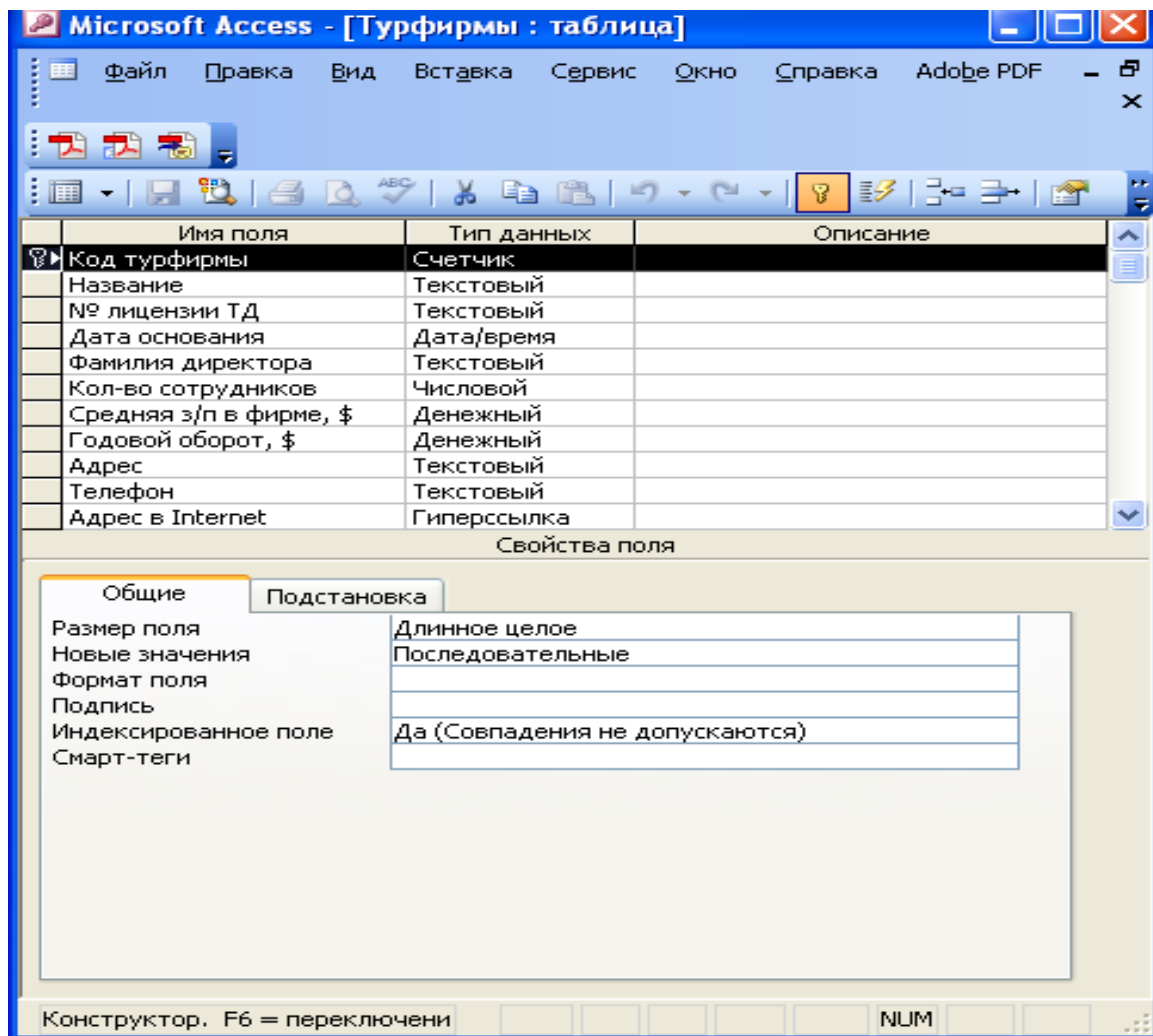 Microsoft Access - [Турфирмы : таблица]
Файл Правка Вид Вставка Сервис Окно Справка Adobe PDF
ABC
Имя поля Тип данных Описание
Код турфирмы Счетчик
Название Текстовый
№ лицензии ТД Текстовый
Дата основания Дата/время
Фамилия директора Текстовый
Кол-во сотрудников Числовой
Средняя з/п в фирме, $ Денежный
Годовой оборот, $ Денежный
Адрес Текстовый
Телефон Текстовый
Адрес в Internet Гиперссылка
Свойства поля
Общие Подстановка
Размер поля Длинное целое
Новые значения Последовательные
Формат поля
Подпись
Индексированное поле Да (Совпадения не допускаются)
Смарт-теги
Конструктор. F6 = переключени NUM